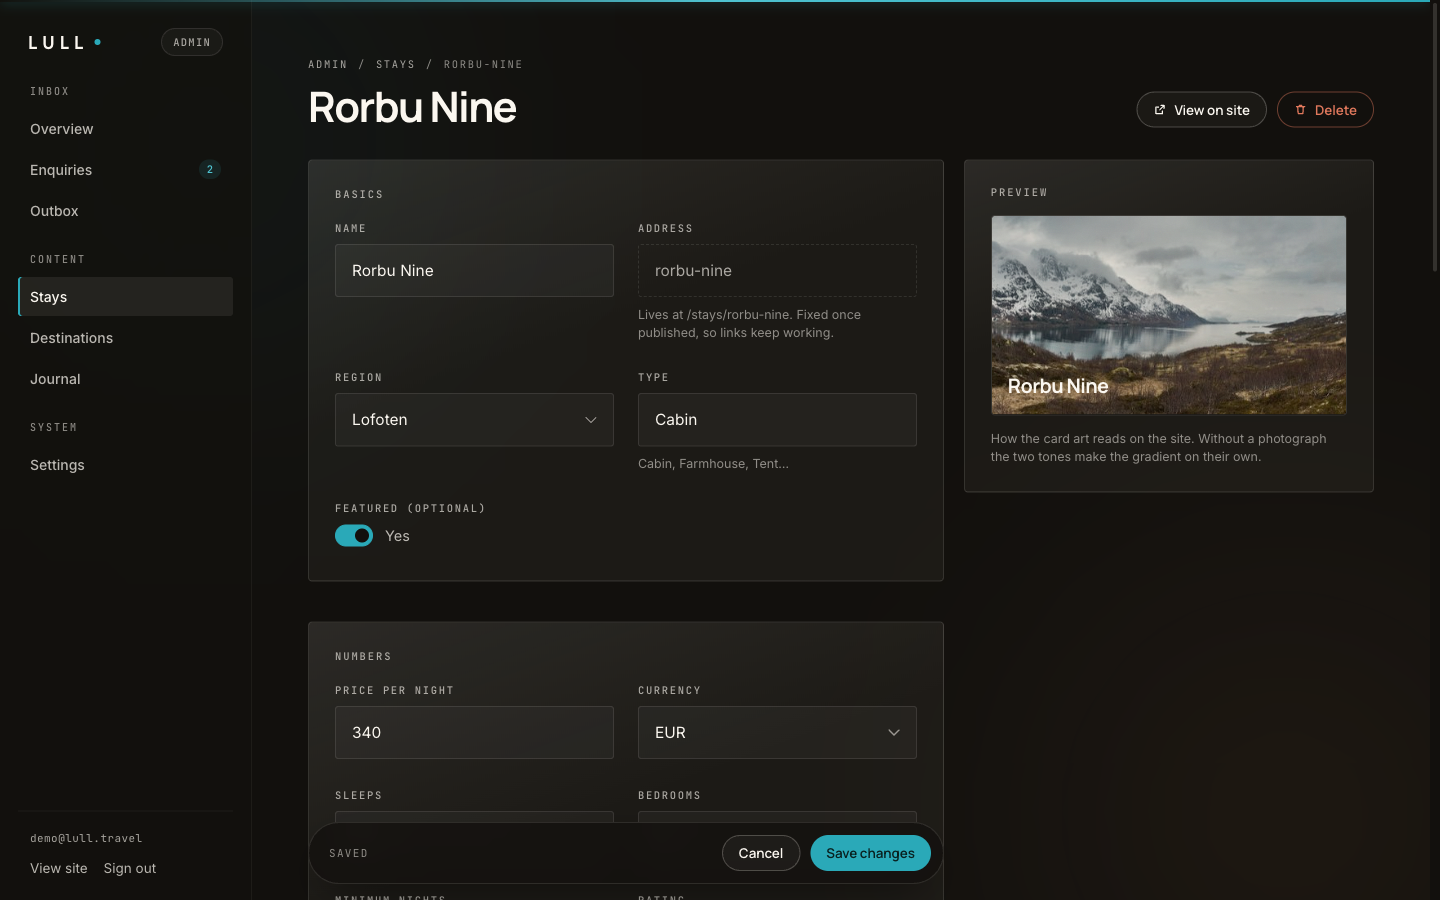 LULL
ADMIN
INBOX
Overview
Enquiries
2
Outbox
CONTENT
Stays
Destinations
Journal
SYSTEM
Settings
demo@lull.travel
View site
Sign out
ADMIN / STAYS / RORBU-NINE
Rorbu Nine
View on site
Delete
BASICS
NAME
Rorbu Nine
ADDRESS
rorbu-nine
Lives at /stays/rorbu-nine. Fixed once
published, so links keep working.
REGION
Lofoten
TYPE
Cabin
Cabin, Farmhouse, Tent...
FEATURED (OPTIONAL)
Yes
NUMBERS
PRICE PER NIGHT
340
CURRENCY
EUR
SLEEPS
BEDROOMS
SAVED
Cancel
Save changes
MINIMUM NIGHTS
RATING
PREVIEW
Rorbu Nine
How the card art reads on the site. Without a photograph
the two tones make the gradient on their own.